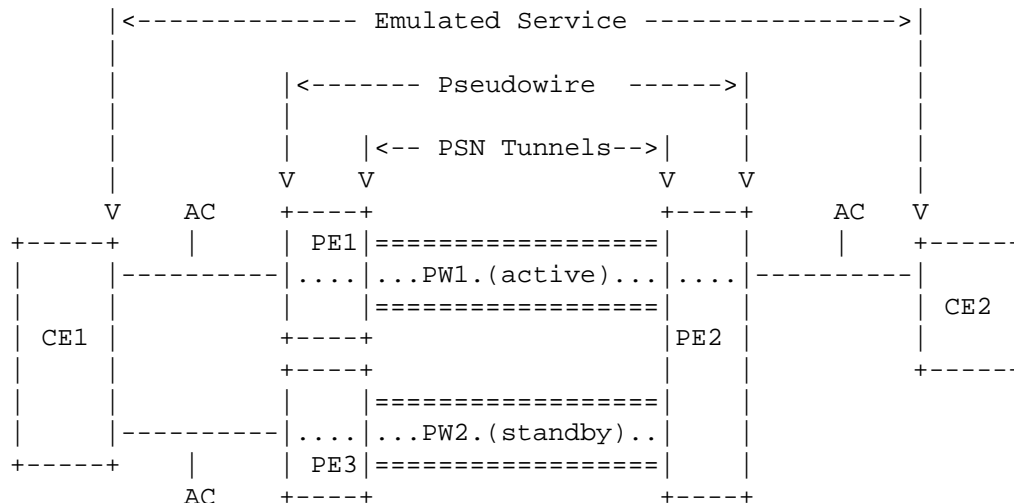 |<-------------- Emulated Service ---------------->|
|<------- Pseudowire ------>|
|<-- PSN Tunnels-->|
V V V V
V AC +----+ +----+ AC V
+-----+ | | PE1|==================| | | +-----
| |----------|....|...PW1.(active)...|....|----------|
| | | |==================| | | CE2
| CE1 | +----+ |PE2 |
| | +----+ | | +-----
| | | |==================| |
| |----------|....|...PW2.(standby)..| |
+-----+ | | PE3|==================| |
AC +----+ +----+